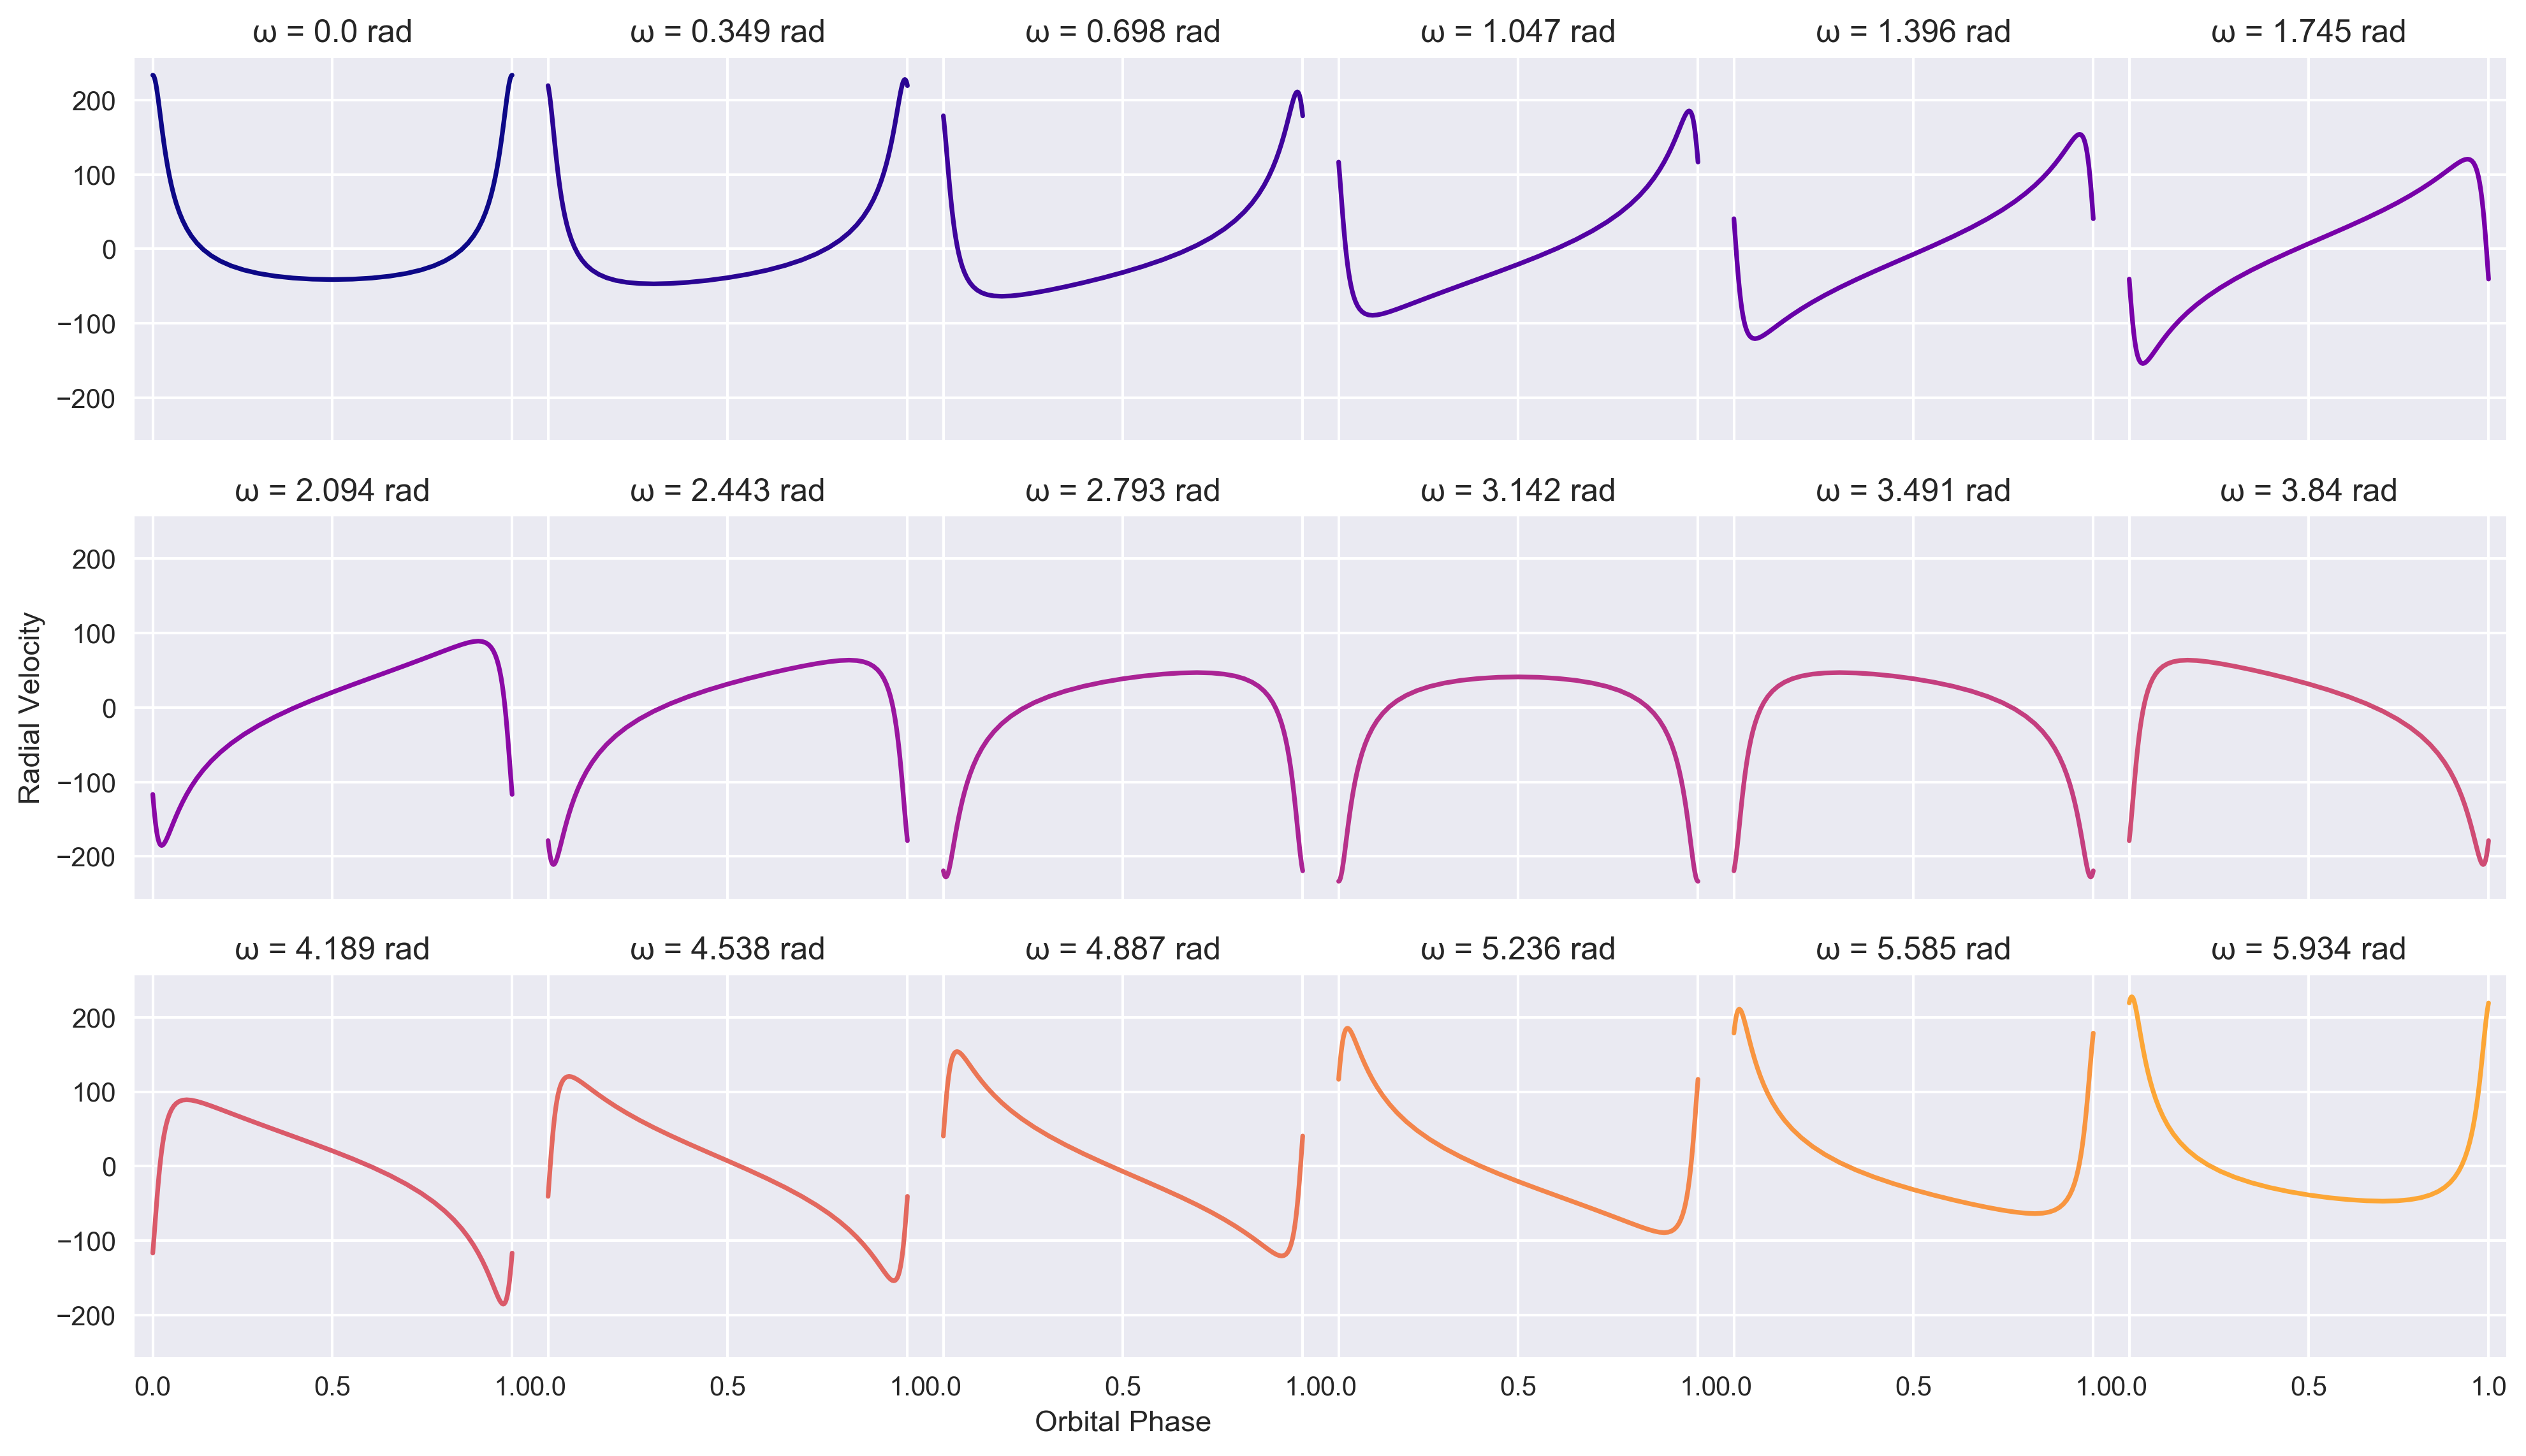 ω = 0.0 rad ω = 0.349 rad ω = 0.698 rad ω = 1.047 rad ω = 1.396 rad ω = 1.745 rad
200
100
0
−100
−200
ω = 2.094 rad ω = 2.443 rad ω = 2.793 rad ω = 3.142 rad ω = 3.491 rad ω = 3.84 rad
200
100
0
−100
−200
Radial Velocity
ω = 4.189 rad ω = 4.538 rad ω = 4.887 rad ω = 5.236 rad ω = 5.585 rad ω = 5.934 rad
200
100
0
−100
−200
0.0 0.5 1.00.0 0.5 1.00.0 0.5 1.00.0 0.5 1.00.0 0.5 1.00.0 0.5 1.0
Orbital Phase